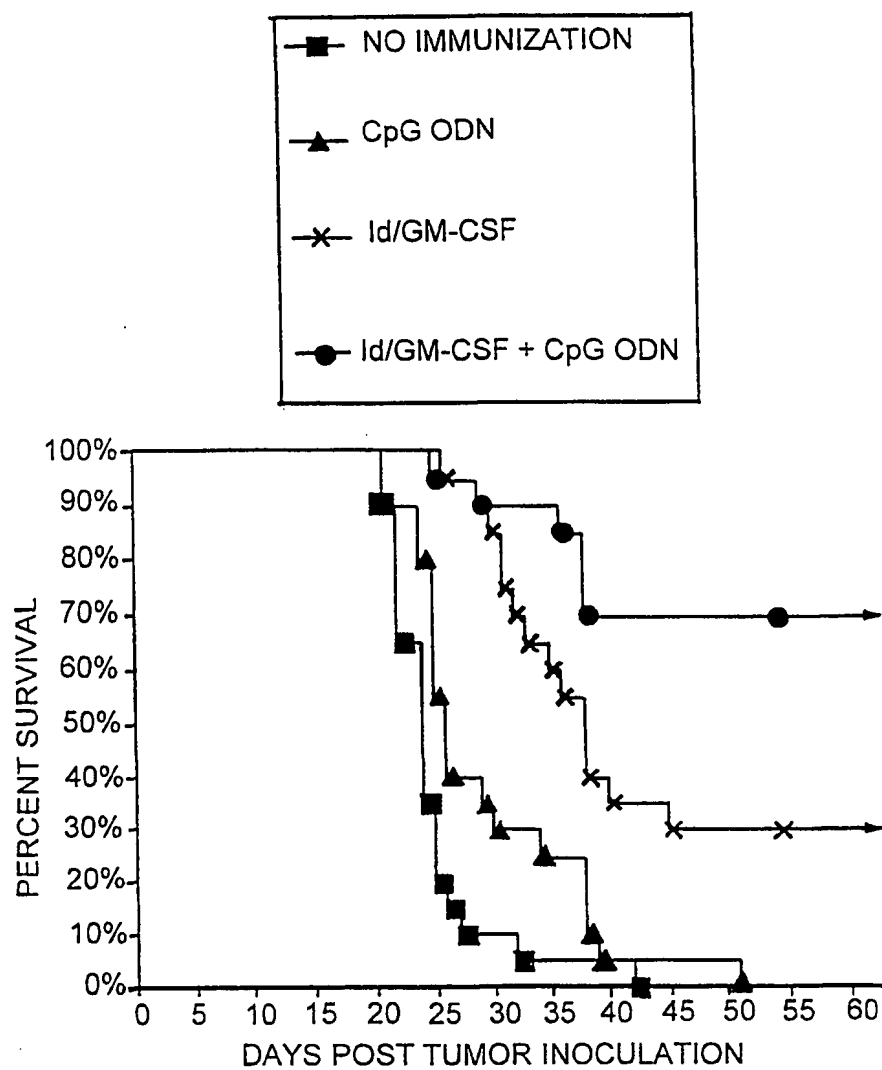 NO IMMUNIZATION
CpG ODN
Id/GM-CSF
Id/GM-CSF + CpG ODN
PERCENT SURVIVAL
100%
90%
80%
70%
60%
50%
40%
30%
20%
10%
0%
0 5 10 15 20 25 30 35 40 45 50 55 60
DAYS POST TUMOR INOCULATION